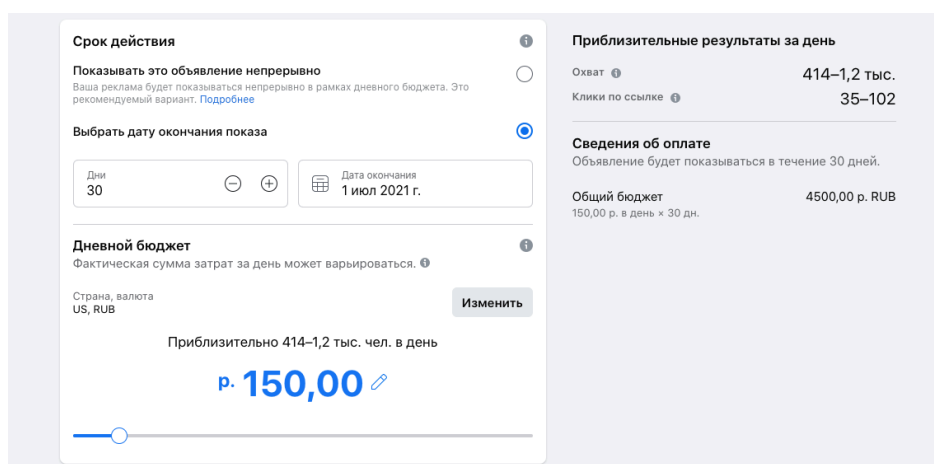 Срок действия
Показывать это объявление непрерывно
Ваша реклама будет показываться непрерывно в рамках дневного бюджета. Это
рекомендуемый вариант. Подробнее
Выбрать дату окончания показа
Дни
30
Дата окончания
1 июл 2021 г.
Дневной бюджет
Фактическая сумма затрат за день может варьироваться.
Страна, валюта
US, RUB
Изменить
Приблизительно 414–1,2 тыс. чел. в день
р. 150,00
Приблизительные результаты за день
Охват 414–1,2 тыс.
Клики по ссылке 35–102
Сведения об оплате
Объявление будет показываться в течение 30 дней.
Общий бюджет 4500,00 р. RUB
150,00 р. в день × 30 дн.